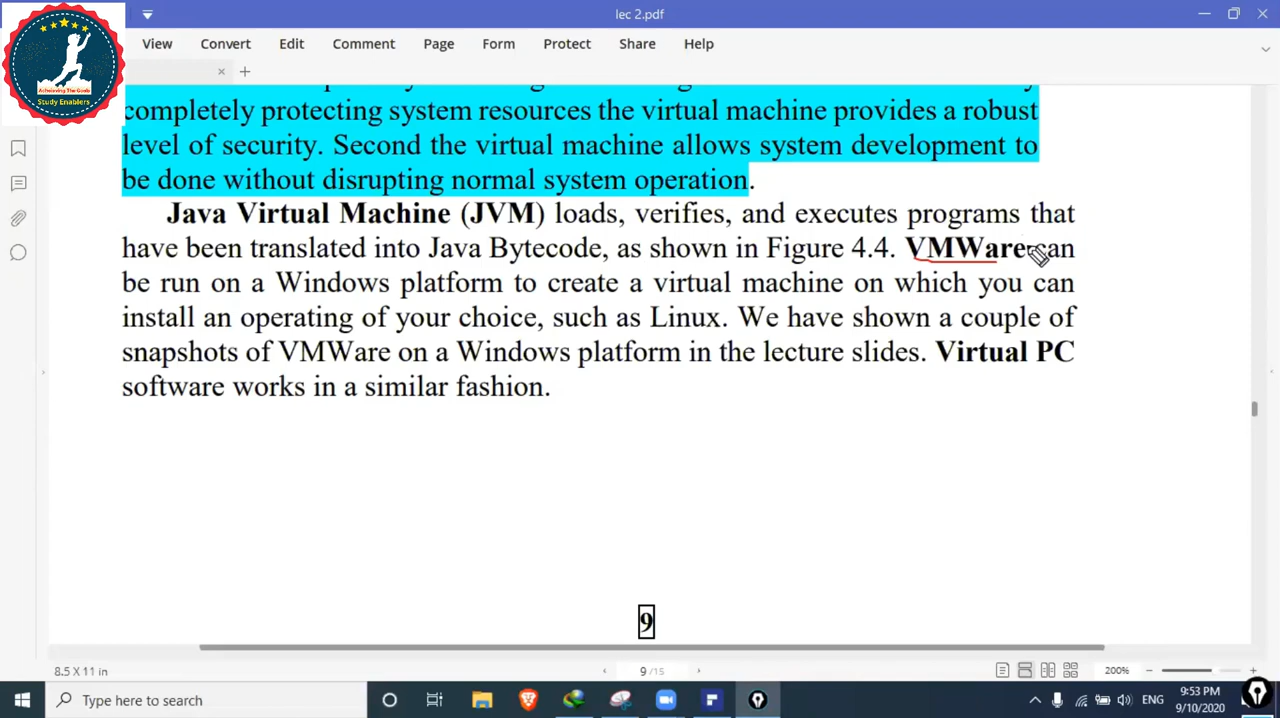 lec 2.pdf
View Convert Edit Comment Page Form Protect Share Help
Acheinving The Goals
Study Enablers
completely protecting system resources the virtual machine provides a robust
level of security. Second the virtual machine allows system development to
be done without disrupting normal system operation.
Java Virtual Machine (JVM) loads, verifies, and executes programs that
have been translated into Java Bytecode, as shown in Figure 4.4. VMWare can
be run on a Windows platform to create a virtual machine on which you can
install an operating of your choice, such as Linux. We have shown a couple of
snapshots of VMWare on a Windows platform in the lecture slides. Virtual PC
software works in a similar fashion.
9
8.5 X 11 in
9 /15
200%
Type here to search
ENG
9:53 PM
9/10/2020